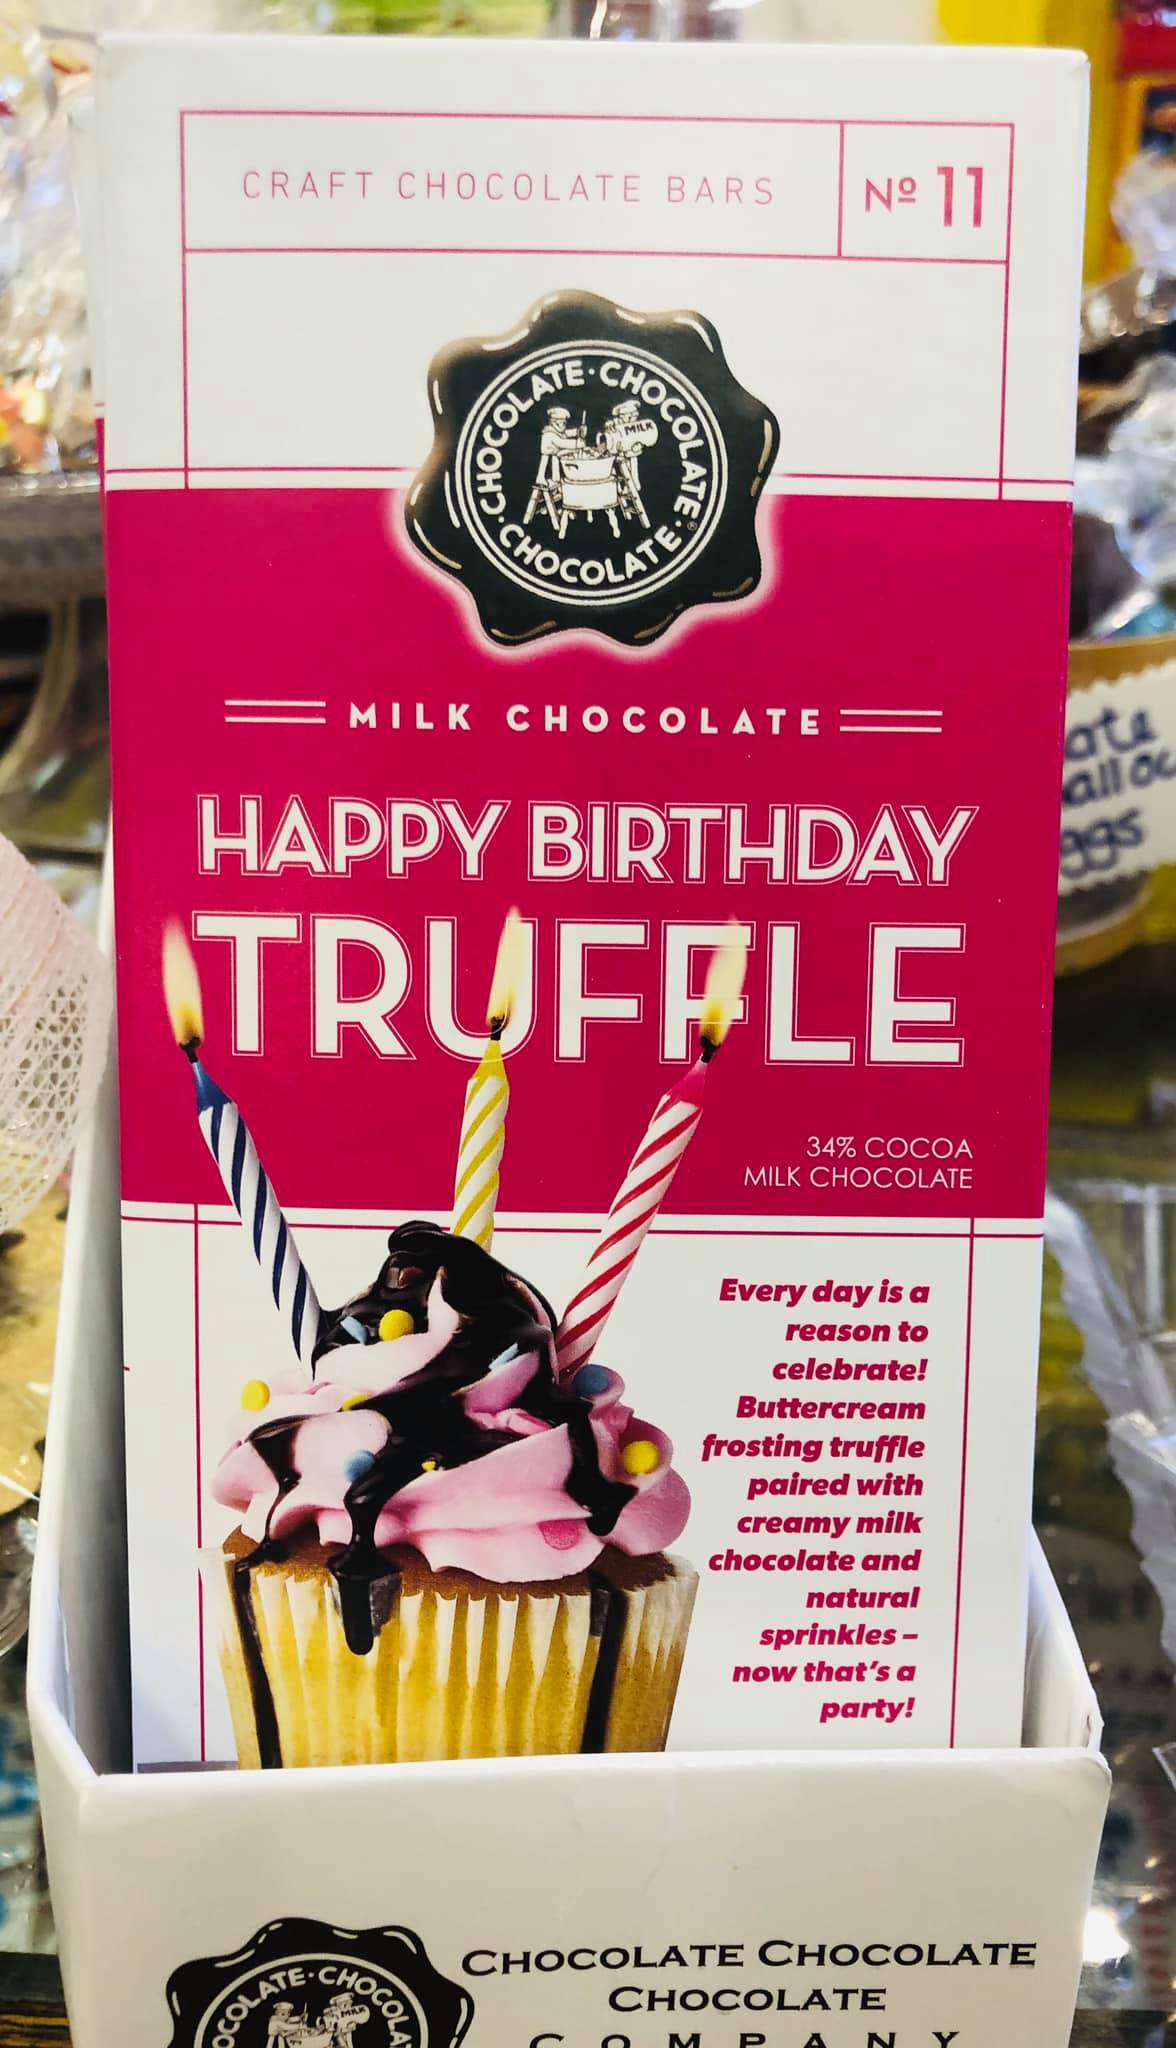 CRAFT CHOCOLATE BARS
Nº 11
CHOCOLATE · CHOCOLATE · CHOCOLATE ·
MILK
MILK CHOCOLATE
HAPPY BIRTHDAY
TRUFFLE
34% COCOA
MILK CHOCOLATE
Every day is a
reason to
celebrate!
Buttercream
frosting truffle
paired with
creamy milk
chocolate and
natural
sprinkles –
now that's a
party!
CHOCOLATE CHOCOLATE
CHOCOLATE
COMPANY